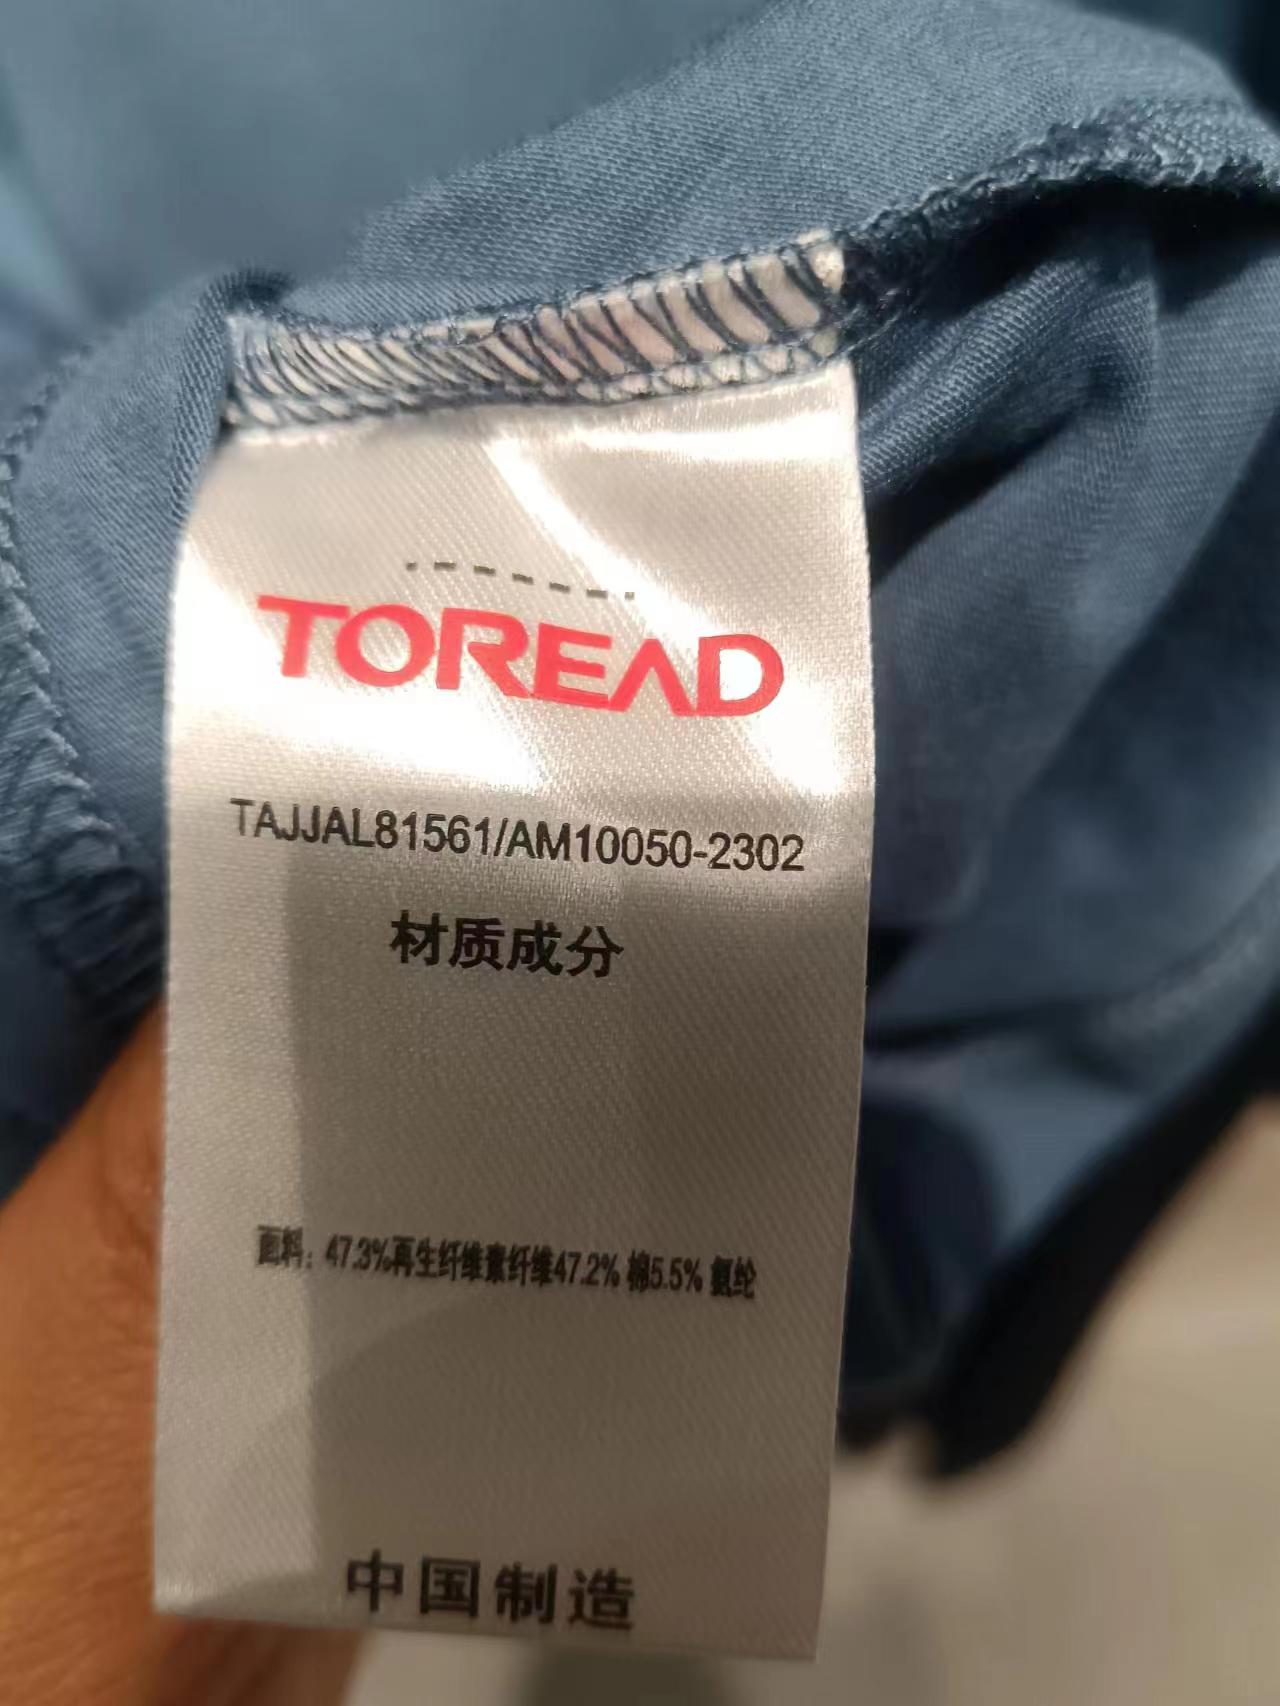 TOREAD
TAJJAL81561/AM10050-2302
材质成分
面料：47.3%再生纤维素纤维47.2% 棉5.5% 氨纶
中国制造